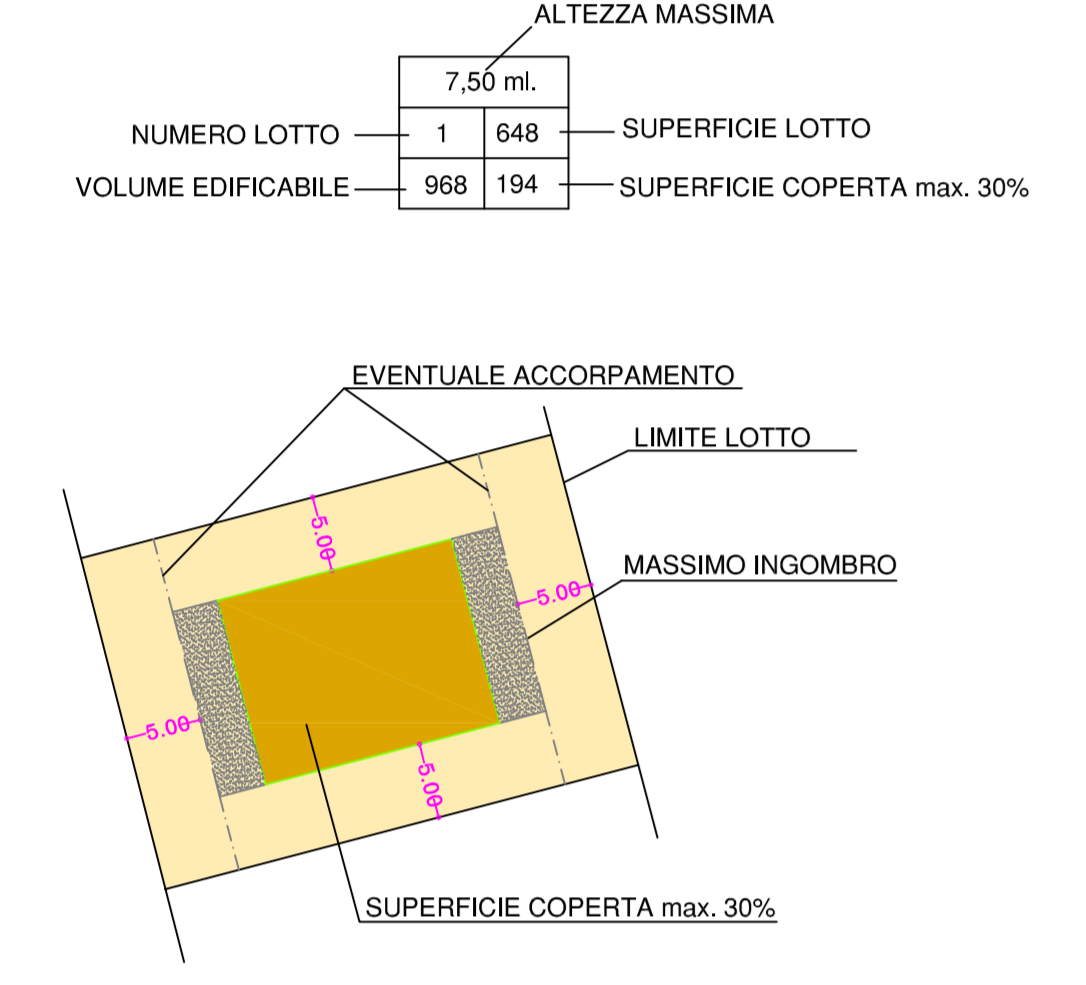 ALTEZZA MASSIMA
7,50 ml.
NUMERO LOTTO 1 648 SUPERFICIE LOTTO
VOLUME EDIFICABILE 968 194 SUPERFICIE COPERTA max. 30%
EVENTUALE ACCORPAMENTO
LIMITE LOTTO
5.00
MASSIMO INGOMBRO
5.00
5.00
5.00
SUPERFICIE COPERTA max. 30%